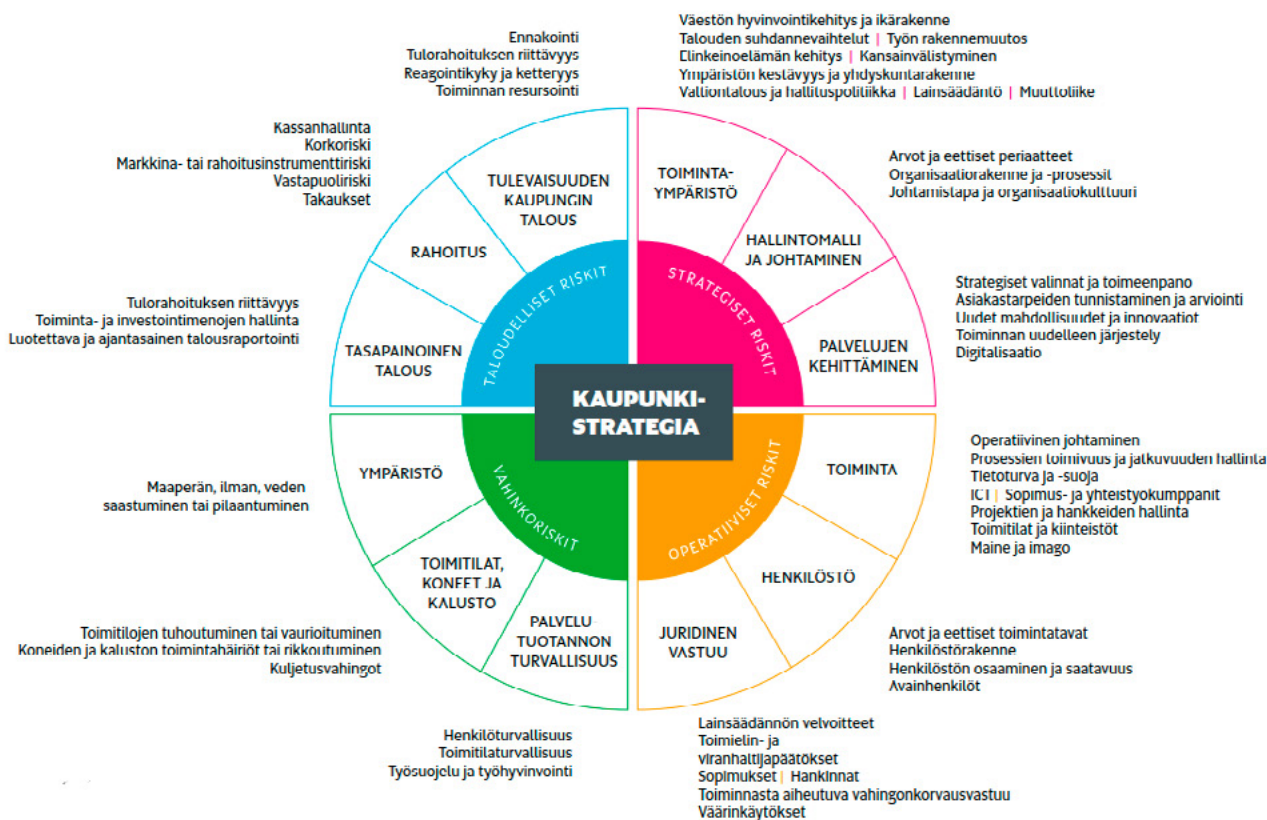 Ennakointi
Tulorahoituksen riittävyys
Reagointikyky ja ketteryys
Toiminnan resursointi
Väestön hyvinvointikehitys ja ikärakenne
Talouden suhdannevaihtelut | Työn rakennemuutos
Elinkeinoelämän kehitys | Kansainvälistyminen
Ympäristön kestävyys ja yhdyskuntarakenne
Valtiontalous ja hallituspolitiikka | Lainsäädäntö | Muuttoliike
Kassanhallinta
Korkoriski
Markkina- tai rahoitusinstrumenttiriski
Vastapuoliriski
Takaukset
Arvot ja eettiset periaatteet
Organisaatiorakenne ja -prosessit
Johtamistapa ja organisaatiokulttuuri
TULEVAISUUDEN
KAUPUNGIN
TALOUS
TOIMINTA-
YMPÄRISTÖ
RAHOITUS
HALLINTOMALLI
JA JOHTAMINEN
Tulorahoituksen riittävyys
Toiminta- ja investointimenojen hallinta
Luotettava ja ajantasainen talousraportointi
TASAPAINOINEN
TALOUS
TALOUDELLISET RISKIT
STRATEGISET RISKIT
PALVELUJEN
KEHITTÄMINEN
Strategiset valinnat ja toimeenpano
Asiakastarpeiden tunnistaminen ja arviointi
Uudet mahdollisuudet ja innovaatiot
Toiminnan uudelleen järjestely
Digitalisaatio
KAUPUNKI-
STRATEGIA
Maaperän, ilman, veden
saastuminen tai pilaantuminen
YMPÄRISTÖ
VAHINKORISKIT
OPERATIIVISET RISKIT
TOIMINTA
Operatiivinen johtaminen
Prosessien toimivuus ja jatkuvuuden hallinta
Tietoturva ja -suoja
ICT | Sopimus- ja yhteistyökumppanit
Projektien ja hankkeiden hallinta
Toimitilat ja kiinteistöt
Maine ja imago
TOIMITILAT,
KONEET JA
KALUSTO
HENKILÖSTÖ
Toimitilojen tuhoutuminen tai vaurioituminen
Koneiden ja kaluston toimintahäiriöt tai rikkoutuminen
Kuljetusvahingot
PALVELU
TUOTANNON
TURVALLISUUS
JURIDINEN
VASTUU
Arvot ja eettiset toimintatavat
Henkilöstörakenne
Henkilöstön osaaminen ja saatavuus
Avainhenkilöt
Henkilöturvallisuus
Toimitilaturvallisuus
Työsuojelu ja työhyvinvointi
Lainsäädännön velvoitteet
Toimielin- ja
viranhaltijapäätökset
Sopimukset | Hankinnat
Toiminnasta aiheutuva vahingonkorvausvastuu
Väärinkäytökset